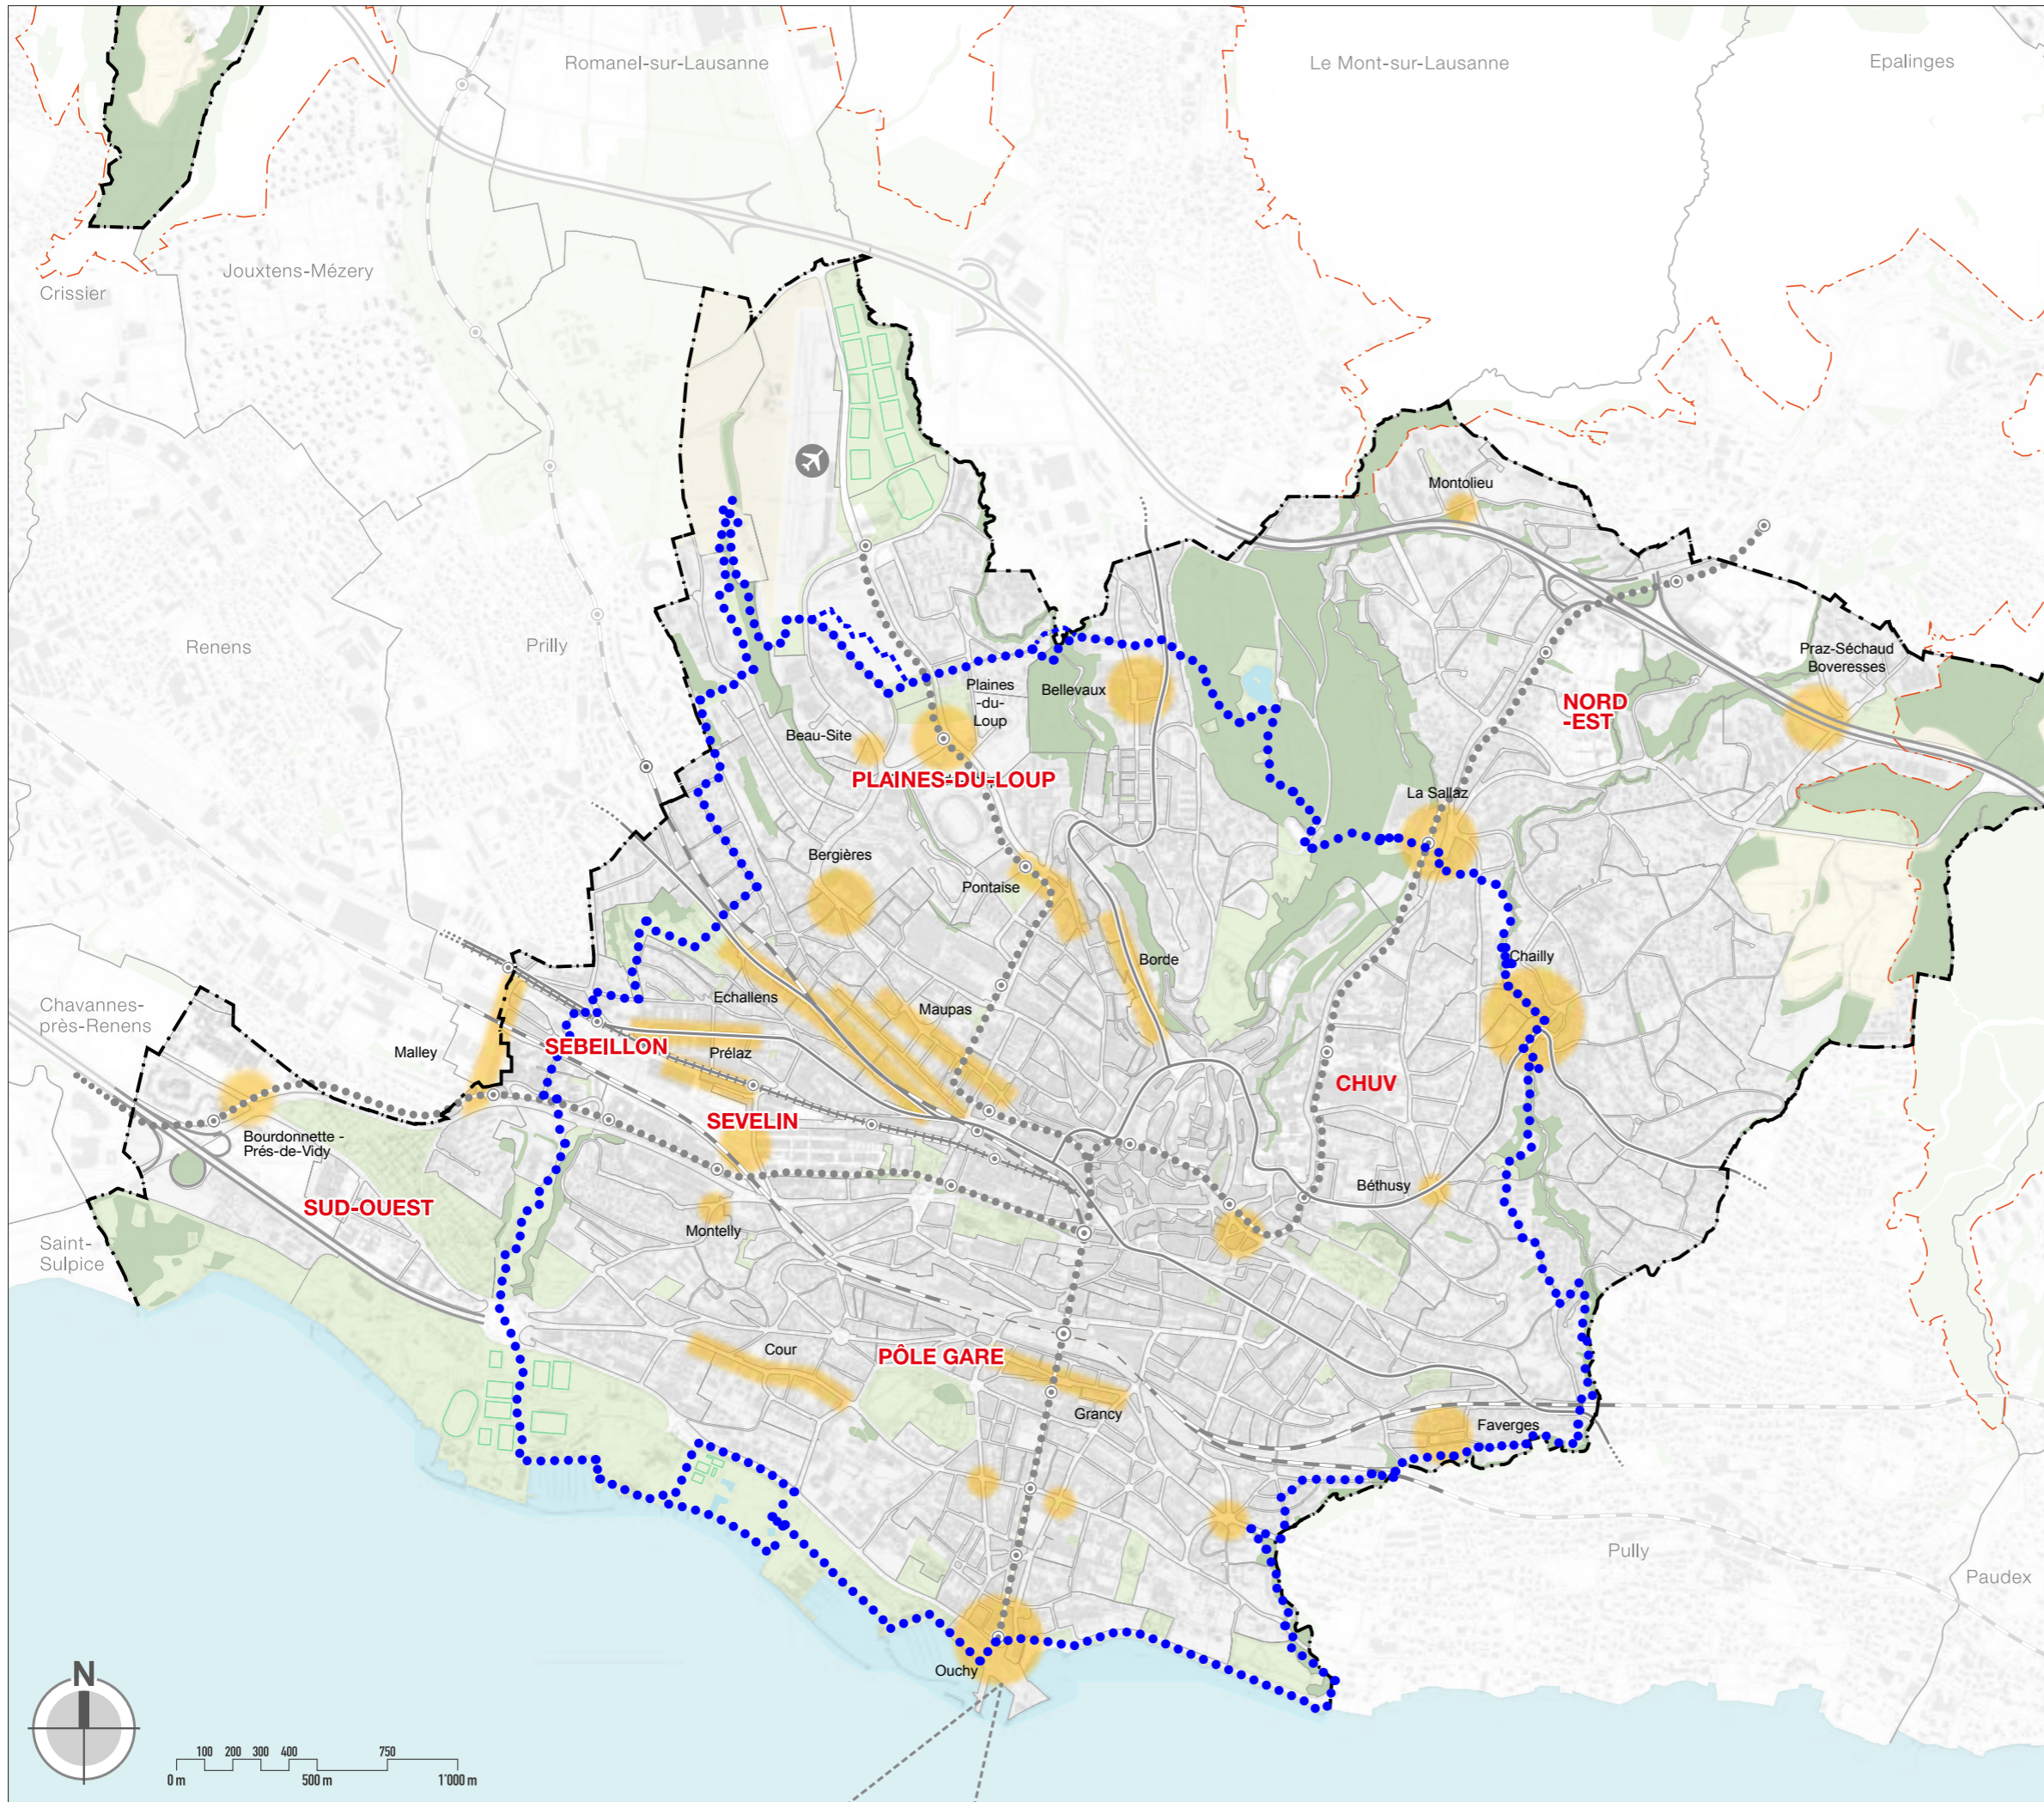 Romanel-sur-Lausanne
Le Mont-sur-Lausanne
Epalinges
Jouxtens-Mézery
Crissier
Montolieu
Renens
Prilly
Praz-Séchaud
Boveresses
Plaines
-du-
Loup
Bellevaux
NORD
-EST
Beau-Site
PLAINES-DU-LOUP
La Sallaz
Bergières
Pontaise
Chailly
Borde
Echallens
Maupas
Chavannes-
près-Renens
Malley
SEBEILLON
Prélaz
CHUV
SEVELIN
Bourdonnette -
Prés-de-Vidy
Béthusy
SUD-OUEST
Montelly
Saint-
Sulpice
Cour
PÔLE GARE
Grancy
Faverges
Pully
Paudex
Ouchy
N
100 200 300 400 750
0 m 500 m 1'000 m